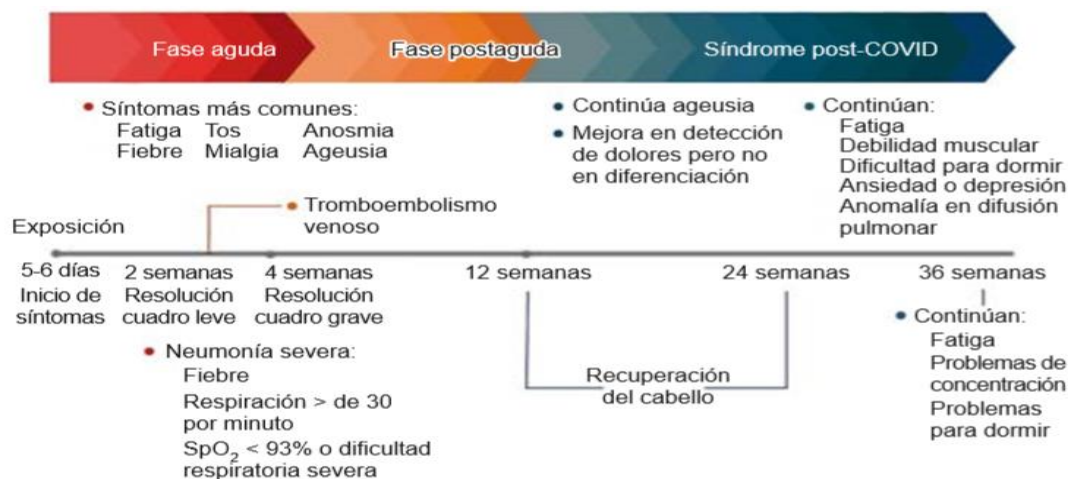 Fase aguda
Fase postaguda
Síndrome post-COVID
• Síntomas más comunes:
Fatiga Tos Anosmia
Fiebre Mialgia Ageusia
• Continúa ageusia
• Mejora en detección
de dolores pero no
en diferenciación
• Continúan:
Fatiga
Debilidad muscular
Dificultad para dormir
Ansiedad o depresión
Anomalía en difusión
pulmonar
• Tromboembolismo
venoso
Exposición
5-6 días
Inicio de
síntomas
2 semanas
Resolución
cuadro leve
4 semanas
Resolución
cuadro grave
12 semanas
24 semanas
36 semanas
• Neumonía severa:
Fiebre
Respiración > de 30
por minuto
SpO₂ < 93% o dificultad
respiratoria severa
Recuperación
del cabello
• Continúan:
Fatiga
Problemas de
concentración
Problemas
para dormir